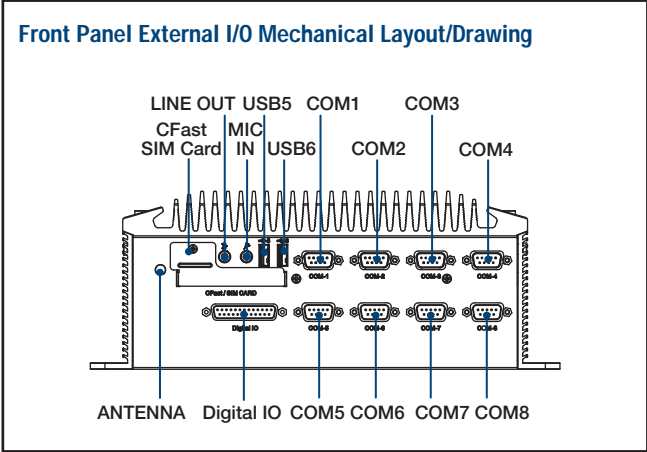 Front Panel External I/O Mechanical Layout/Drawing
LINE OUT USB5 COM1 COM3
CFast SIM Card MIC IN USB6 COM2 COM4
COM-1 COM-2 COM-3 COM-4
CFast / SIM CARD
Digital IO COM-5 COM-6 COM-7 COM-8
ANTENNA Digital IO COM5 COM6 COM7 COM8